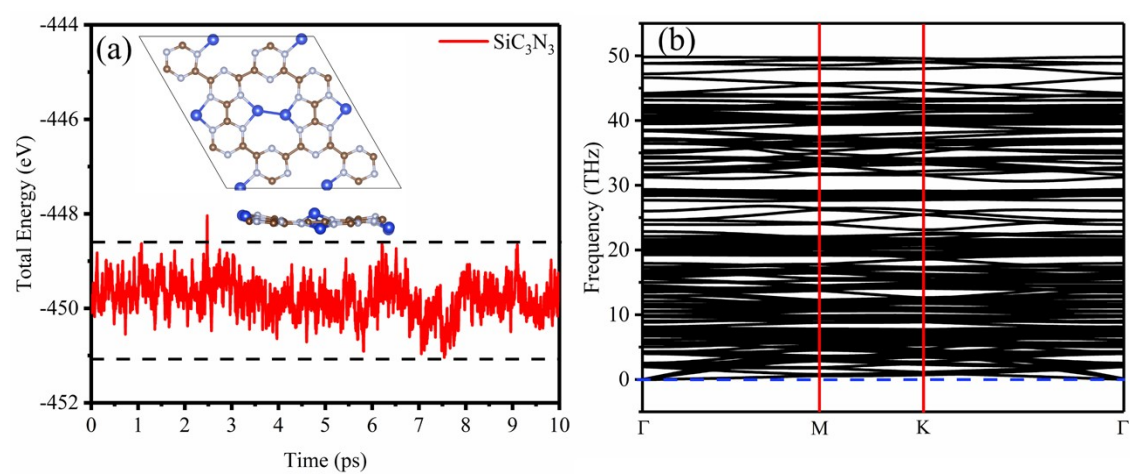 (a)
SiC₃N₃
Total Energy (eV)
-444
-446
-448
-450
-452
0 1 2 3 4 5 6 7 8 9 10
Time (ps)
(b)
Frequency (THz)
50
40
30
20
10
0
Γ M K Γ